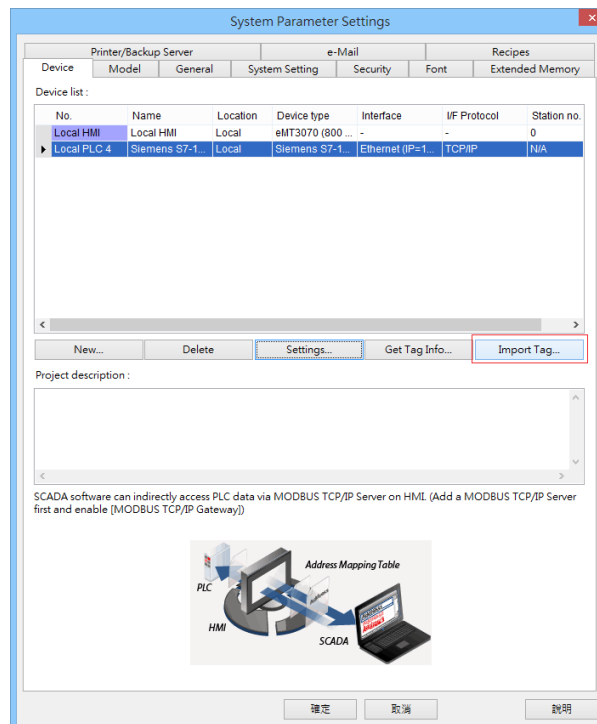 System Parameter Settings
Printer/Backup Server e-Mail Recipes
Device Model General System Setting Security Font Extended Memory
Device list :
No. Name Location Device type Interface I/F Protocol Station no.
Local HMI Local HMI Local eMT3070 (800 ... - - 0
Local PLC 4 Siemens S7-1... Local Siemens S7-1... Ethernet (IP=1... TCP/IP N/A
New... Delete Settings... Get Tag Info... Import Tag...
Project description :
SCADA software can indirectly access PLC data via MODBUS TCP/IP Server on HMI. (Add a MODBUS TCP/IP Server
first and enable [MODBUS TCP/IP Gateway])
Address Mapping Table
PLC
HMI
SCADA
確定 取消 說明